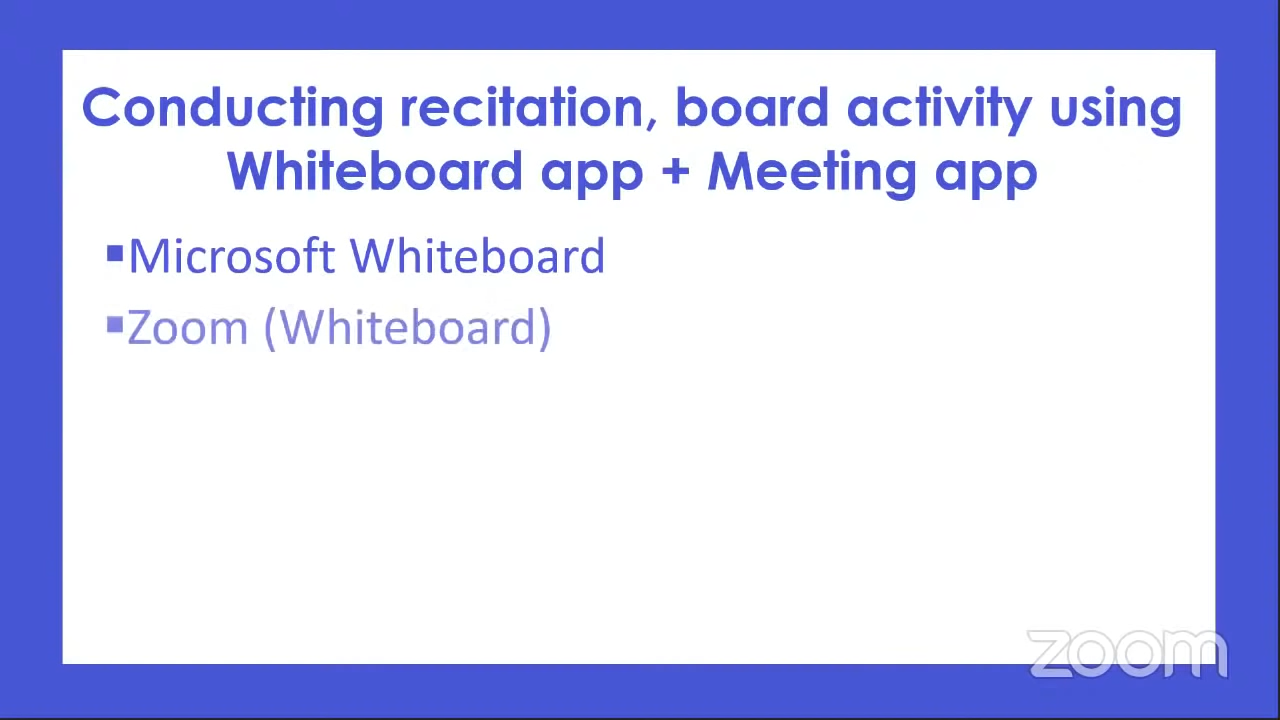 Conducting recitation, board activity using
Whiteboard app + Meeting app
▪Microsoft Whiteboard
▪Zoom (Whiteboard)
zoom